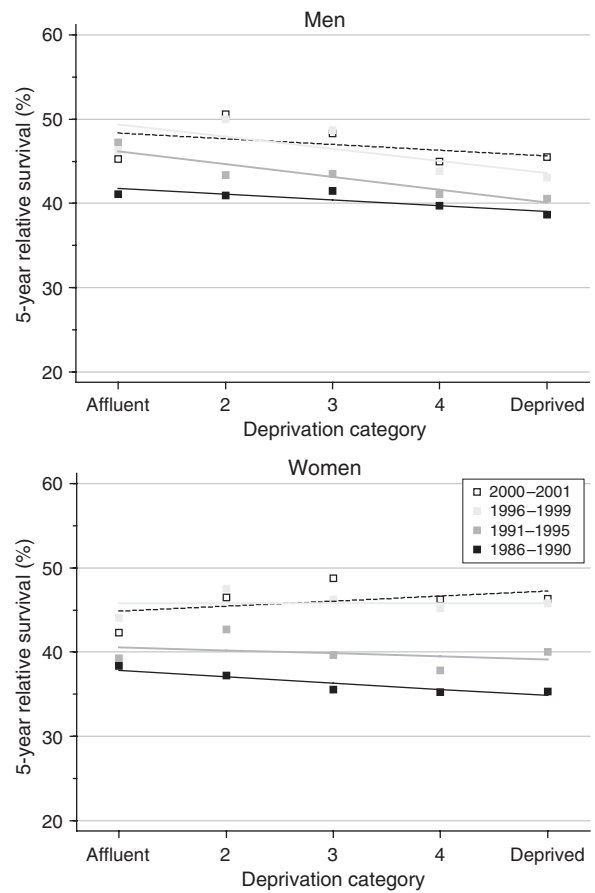 Men
60
50
40
30
20
5-year relative survival (%)
Affluent 2 3 4 Deprived
Deprivation category
Women
60
50
40
30
20
5-year relative survival (%)
2000–2001
1996–1999
1991–1995
1986–1990
Affluent 2 3 4 Deprived
Deprivation category